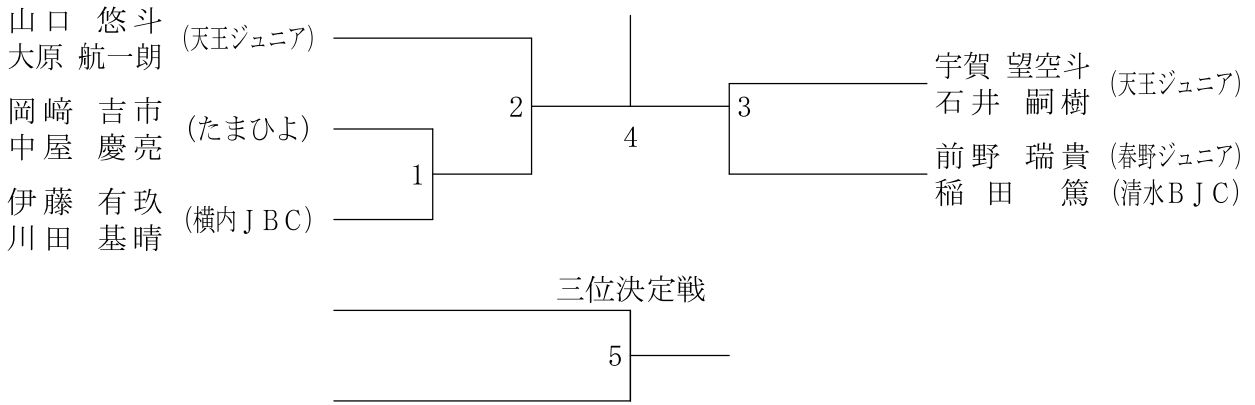 山口 悠斗 (天王ジュニア)
大原 航一朗
岡﨑 吉市 (たまひよ)
中屋 慶亮
伊藤 有玖 (横内JBC)
川田 基晴
1
2
4
3
宇賀 望空斗 (天王ジュニア)
石井 嗣樹
前野 瑞貴 (春野ジュニア)
稲田 篤 (清水BJC)
三位決定戦
5